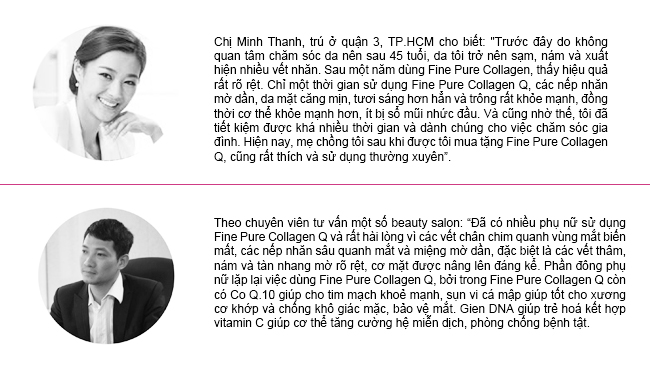 Chị Minh Thanh, trú ở quận 3, TP.HCM cho biết: "Trước đây do không
quan tâm chăm sóc da nên sau 45 tuổi, da tôi trở nên sạm, nám và xuất
hiện nhiều vết nhăn. Sau một năm dùng Fine Pure Collagen, thấy hiệu quả
rất rõ rệt. Chỉ một thời gian sử dụng Fine Pure Collagen Q, các nếp nhăn
mờ dần, da mặt căng mịn, tươi sáng hơn hẳn và trông rất khỏe mạnh, đồng
thời cơ thể khỏe mạnh hơn, ít bị sổ mũi nhức đầu. Và cũng nhờ thế, tôi đã
tiết kiệm được khá nhiều thời gian và dành chúng cho việc chăm sóc gia
đình. Hiện nay, mẹ chồng tôi sau khi được tôi mua tặng Fine Pure Collagen
Q, cũng rất thích và sử dụng thường xuyên”.
Theo chuyên viên tư vấn một số beauty salon: “Đã có nhiều phụ nữ sử dụng
Fine Pure Collagen Q và rất hài lòng vì các vết chân chim quanh vùng mắt biến
mất, các nếp nhăn sâu quanh mắt và miệng mờ dần, đặc biệt là các vết thâm,
nám và tàn nhang mờ rõ rệt, cơ mặt được nâng lên đáng kể. Phần đông phụ
nữ lặp lại việc dùng Fine Pure Collagen Q, bởi trong Fine Pure Collagen Q còn
có Co Q.10 giúp cho tim mạch khoẻ mạnh, sụn vi cá mập giúp tốt cho xương
cơ khớp và chống khô giác mặc, bảo vệ mắt. Gien DNA giúp trẻ hoá kết hợp
vitamin C giúp cơ thể tăng cường hệ miễn dịch, phòng chống bệnh tật.